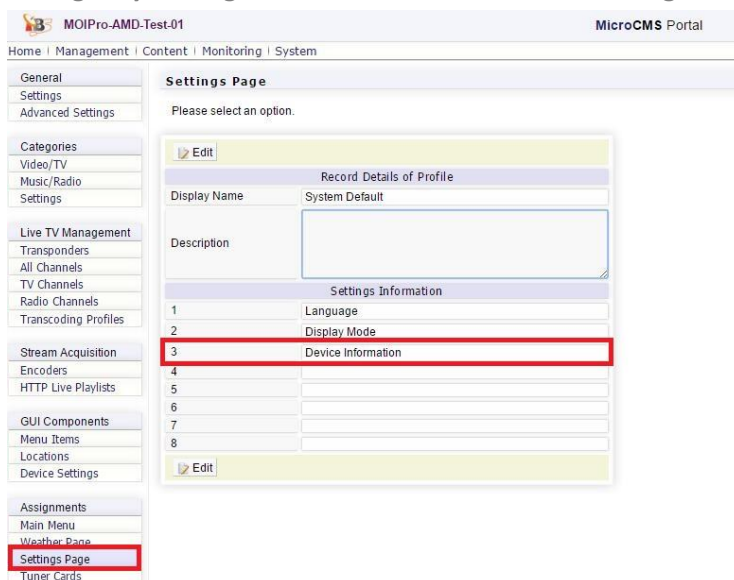 MOIPro-AMD-Test-01
MicroCMS Portal
Home | Management | Content | Monitoring | System
General
Settings
Advanced Settings
Categories
Video/TV
Music/Radio
Settings
Live TV Management
Transponders
All Channels
TV Channels
Radio Channels
Transcoding Profiles
Stream Acquisition
Encoders
HTTP Live Playlists
GUI Components
Menu Items
Locations
Device Settings
Assignments
Main Menu
Weather Page
Settings Page
Tuner Cards
Settings Page
Please select an option.
Edit
Record Details of Profile
Display Name System Default
Description
Settings Information
1 Language
2 Display Mode
3 Device Information
4
5
6
7
8
Edit